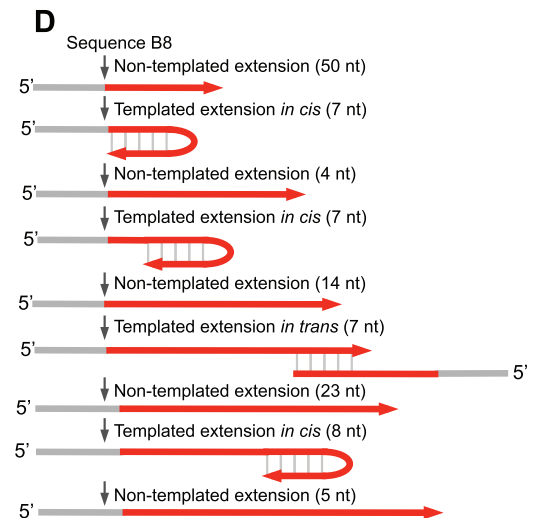 D
Sequence B8
Non-templated extension (50 nt)
5’
Templated extension in cis (7 nt)
5’
Non-templated extension (4 nt)
5’
Templated extension in cis (7 nt)
5’
Non-templated extension (14 nt)
5’
Templated extension in trans (7 nt)
5’
5’
Non-templated extension (23 nt)
5’
Templated extension in cis (8 nt)
5’
Non-templated extension (5 nt)
5’